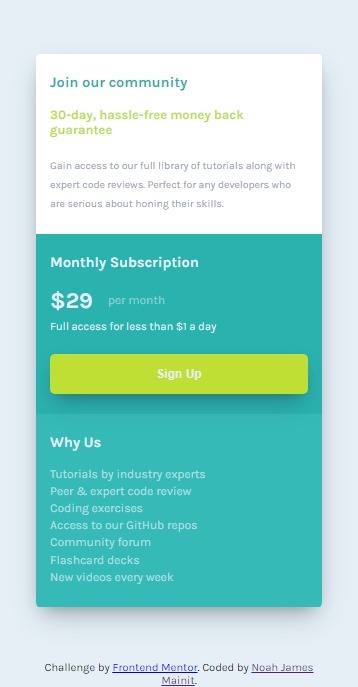 Join our community
30-day, hassle-free money back
guarantee
Gain access to our full library of tutorials along with
expert code reviews. Perfect for any developers who
are serious about honing their skills.
Monthly Subscription
$29 per month
Full access for less than $1 a day
Sign Up
Why Us
Tutorials by industry experts
Peer & expert code review
Coding exercises
Access to our GitHub repos
Community forum
Flashcard decks
New videos every week
Challenge by Frontend Mentor. Coded by Noah James
Mainit.